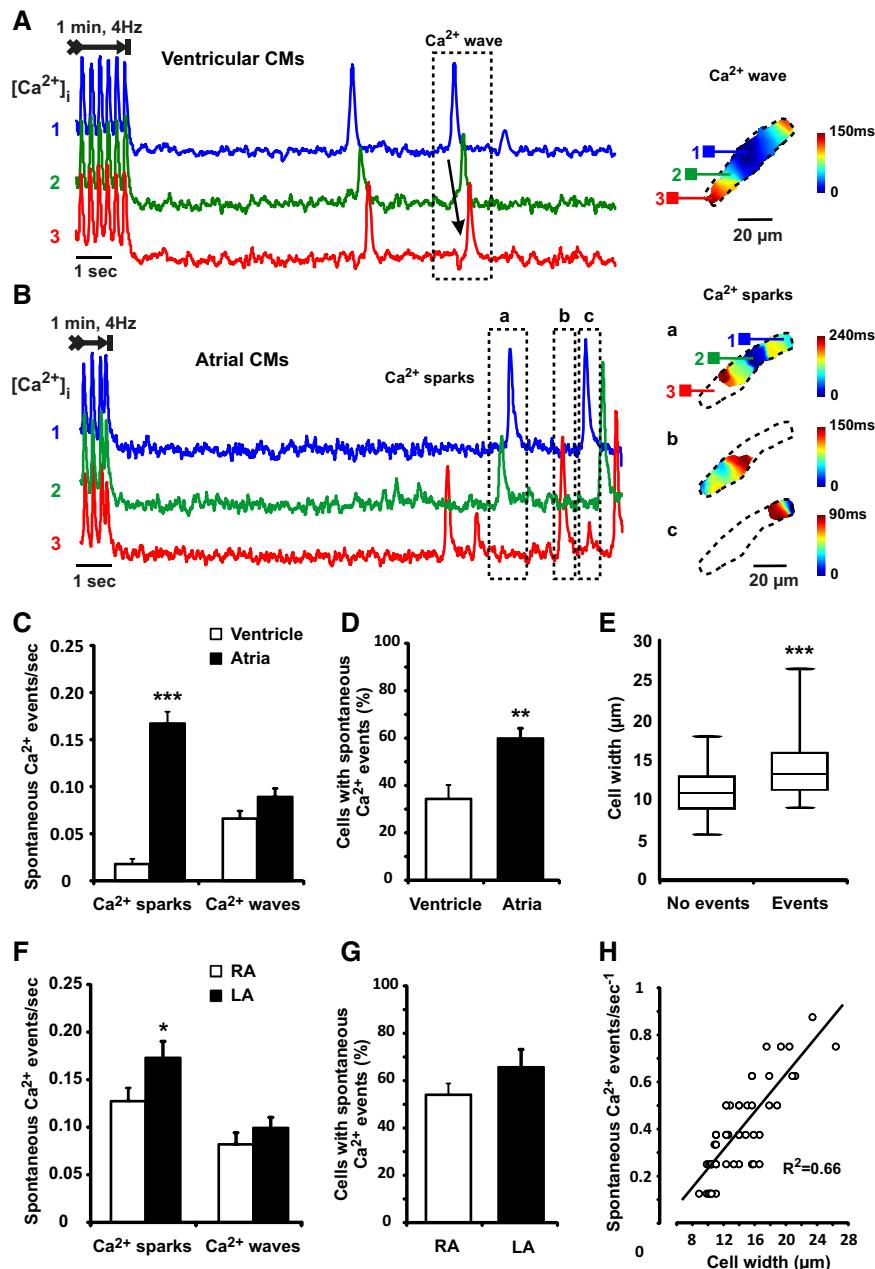 A
1 min, 4Hz
Ventricular CMs
Ca²⁺ wave
[Ca²⁺]ᵢ
1
2
3
1 sec
Ca²⁺ wave
1
2
3
150ms
0
20 µm
B
1 min, 4Hz
Atrial CMs
Ca²⁺ sparks
a
b
c
[Ca²⁺]ᵢ
1
2
3
1 sec
Ca²⁺ sparks
a
1
2
3
240ms
0
b
150ms
0
c
90ms
0
20 µm
C
Spontaneous Ca²⁺ events/sec
0.25
0.20
0.15
0.10
0.05
0
Ventricle
Atria
***
Ca²⁺ sparks
Ca²⁺ waves
D
Cells with spontaneous
Ca²⁺ events (%)
100
80
60
40
20
0
**
Ventricle
Atria
E
Cell width (µm)
30
25
20
15
10
5
0
***
No events
Events
F
Spontaneous Ca²⁺ events/sec
0.25
0.20
0.15
0.10
0.05
0
RA
LA
*
Ca²⁺ sparks
Ca²⁺ waves
G
Cells with spontaneous
Ca²⁺ events (%)
100
80
60
40
20
0
RA
LA
H
Spontaneous Ca²⁺ events/sec⁻¹
1
0.8
0.6
0.4
0.2
0
R²=0.66
8 12 16 20 24 28
Cell width (µm)